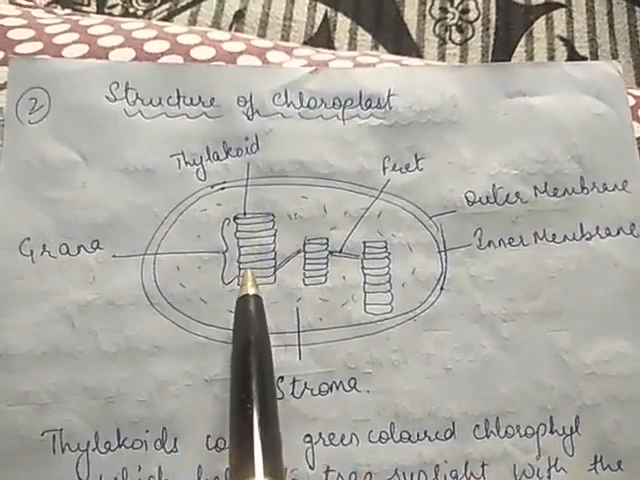 2
Structure of Chloroplast
Thylakoid
fret
Outer Membrane
Grana
Inner Membrane
Stroma.
Thylakoids co green coloured chlorophyll
sunlight with the